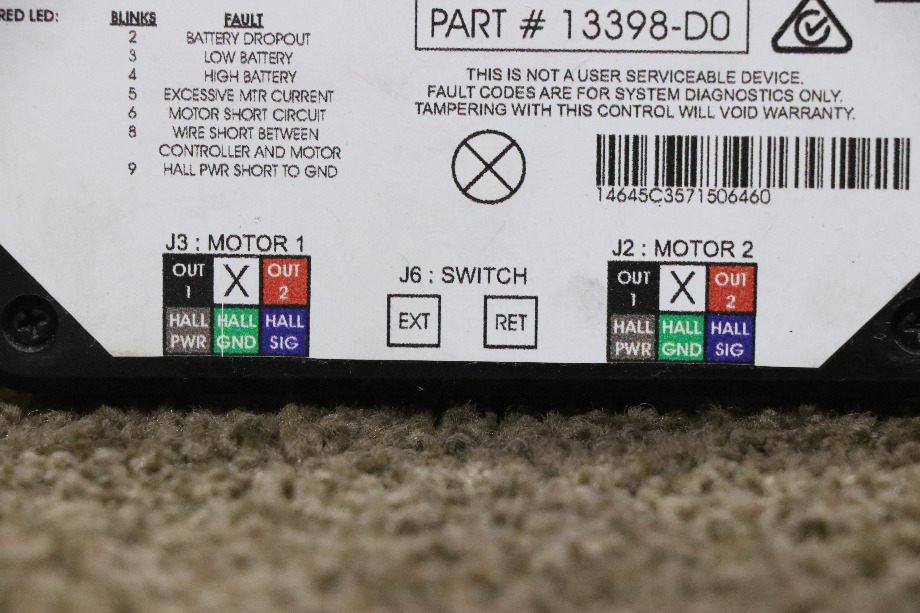 RED LED:
BLINKS FAULT
2 BATTERY DROPOUT
3 LOW BATTERY
4 HIGH BATTERY
5 EXCESSIVE MTR CURRENT
6 MOTOR SHORT CIRCUIT
8 WIRE SHORT BETWEEN
CONTROLLER AND MOTOR
9 HALL PWR SHORT TO GND
PART # 13398-D0
THIS IS NOT A USER SERVICEABLE DEVICE.
FAULT CODES ARE FOR SYSTEM DIAGNOSTICS ONLY.
TAMPERING WITH THIS CONTROL WILL VOID WARRANTY.
14645C3571506460
J3 : MOTOR 1
OUT 1 X OUT 2
HALL PWR HALL GND HALL SIG
J6 : SWITCH
EXT RET
J2 : MOTOR 2
OUT 1 X OUT 2
HALL PWR HALL GND HALL SIG